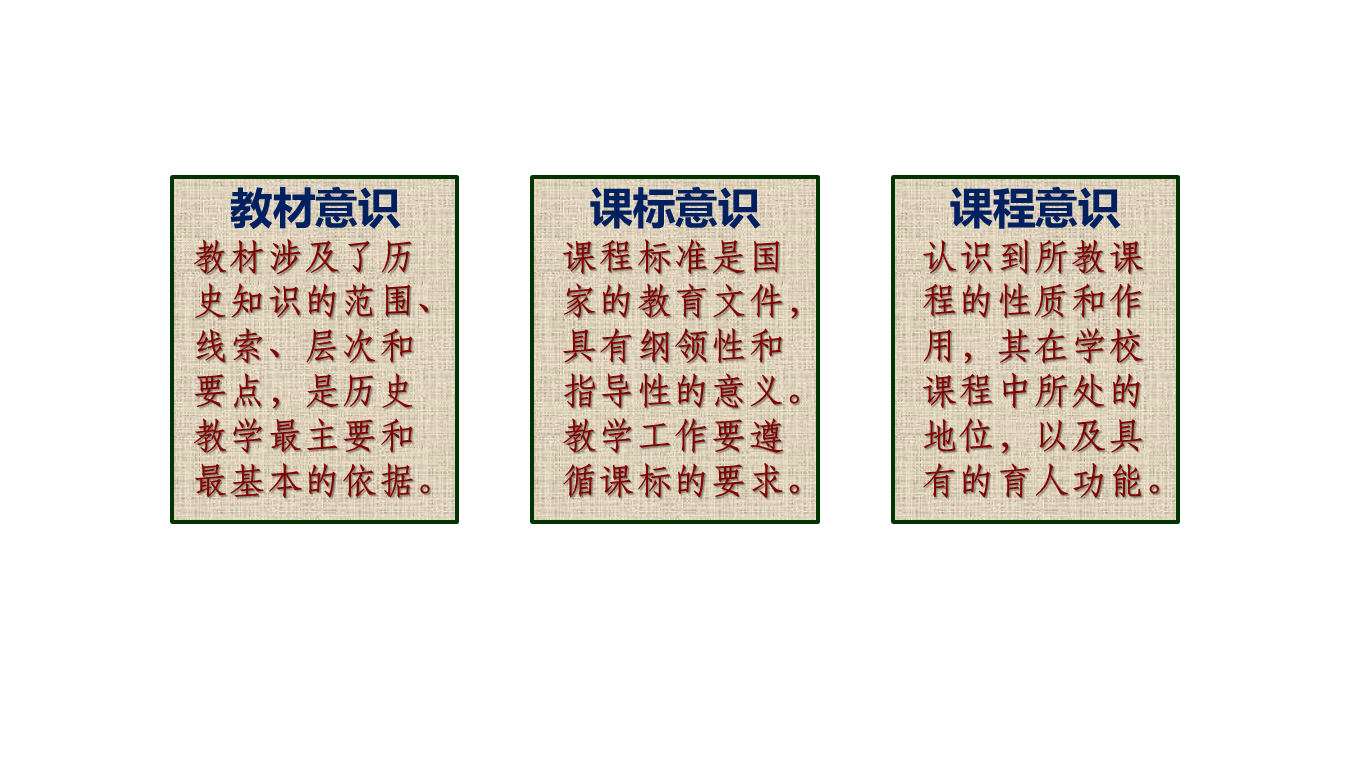 教材意识
教材涉及了历
史知识的范围、
线索、层次和
要点，是历史
教学最主要和
最基本的依据。
课标意识
课程标准是国
家的教育文件，
具有纲领性和
指导性的意义。
教学工作要遵
循课标的要求。
课程意识
认识到所教课
程的性质和作
用，其在学校
课程中所处的
地位，以及具
有的育人功能。